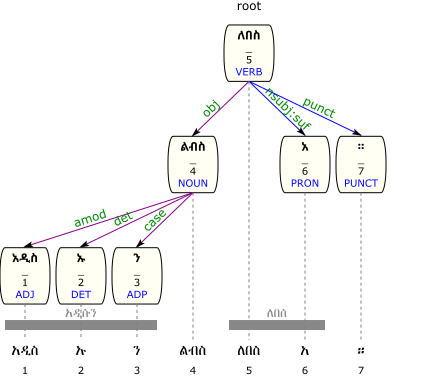 root
ለበስ
_
5
VERB
obj
nsubj:suf
punct
ልብስ
_
4
NOUN
አ
_
6
PRON
።
_
7
PUNCT
amod
det
case
አዲስ
_
1
ADJ
ኡ
_
2
DET
ን
_
3
ADP
አዲሱን
ለበሰ
አዲስ ኡ ን ልብስ ለበስ አ ።
1 2 3 4 5 6 7